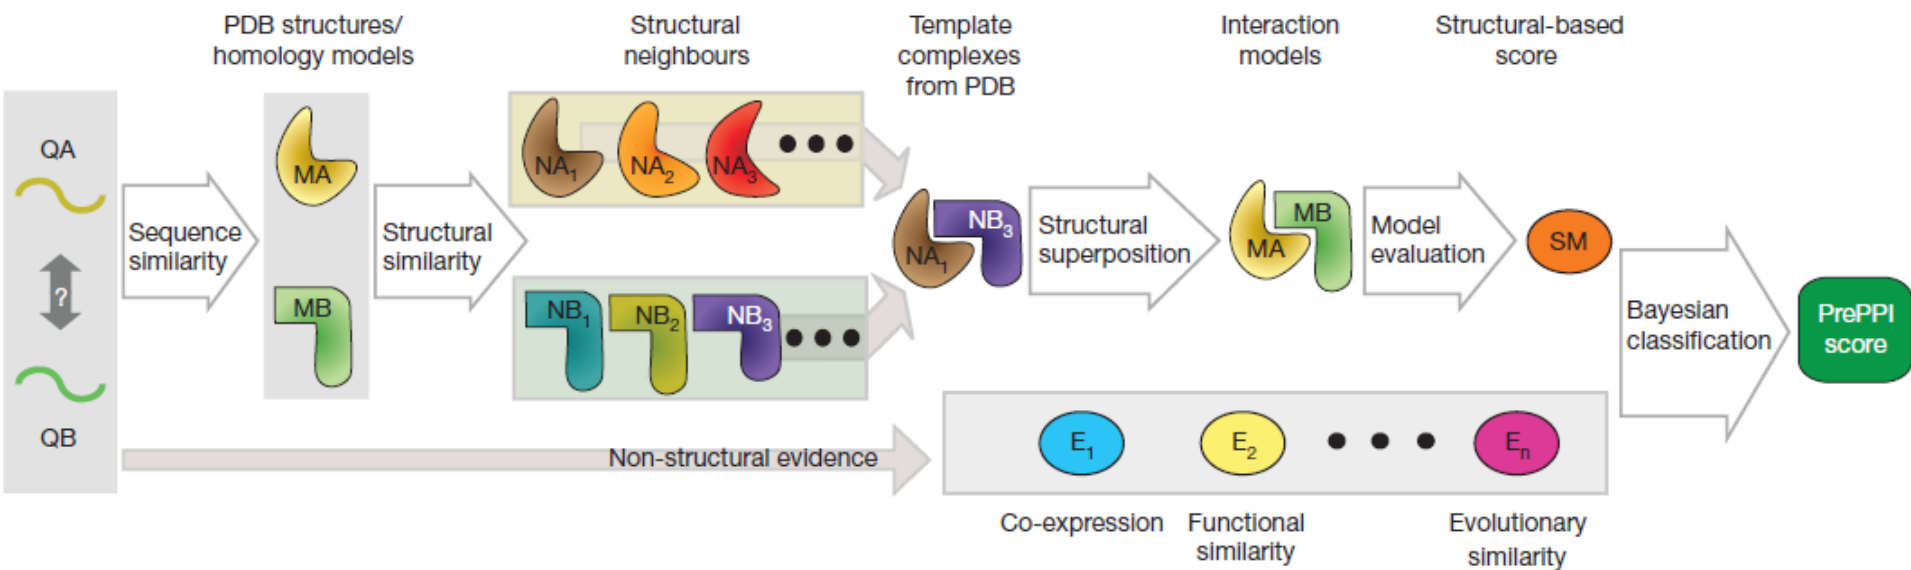 PDB structures/
homology models
Structural
neighbours
Template
complexes
from PDB
Interaction
models
Structural-based
score
QA
?
QB
Sequence
similarity
MA
MB
Structural
similarity
NA1
NA2
NA3
NB1
NB2
NB3
NA1
NB3
Structural
superposition
MA
MB
Model
evaluation
SM
Bayesian
classification
PrePPI
score
Non-structural evidence
E1
E2
En
Co-expression
Functional
similarity
Evolutionary
similarity